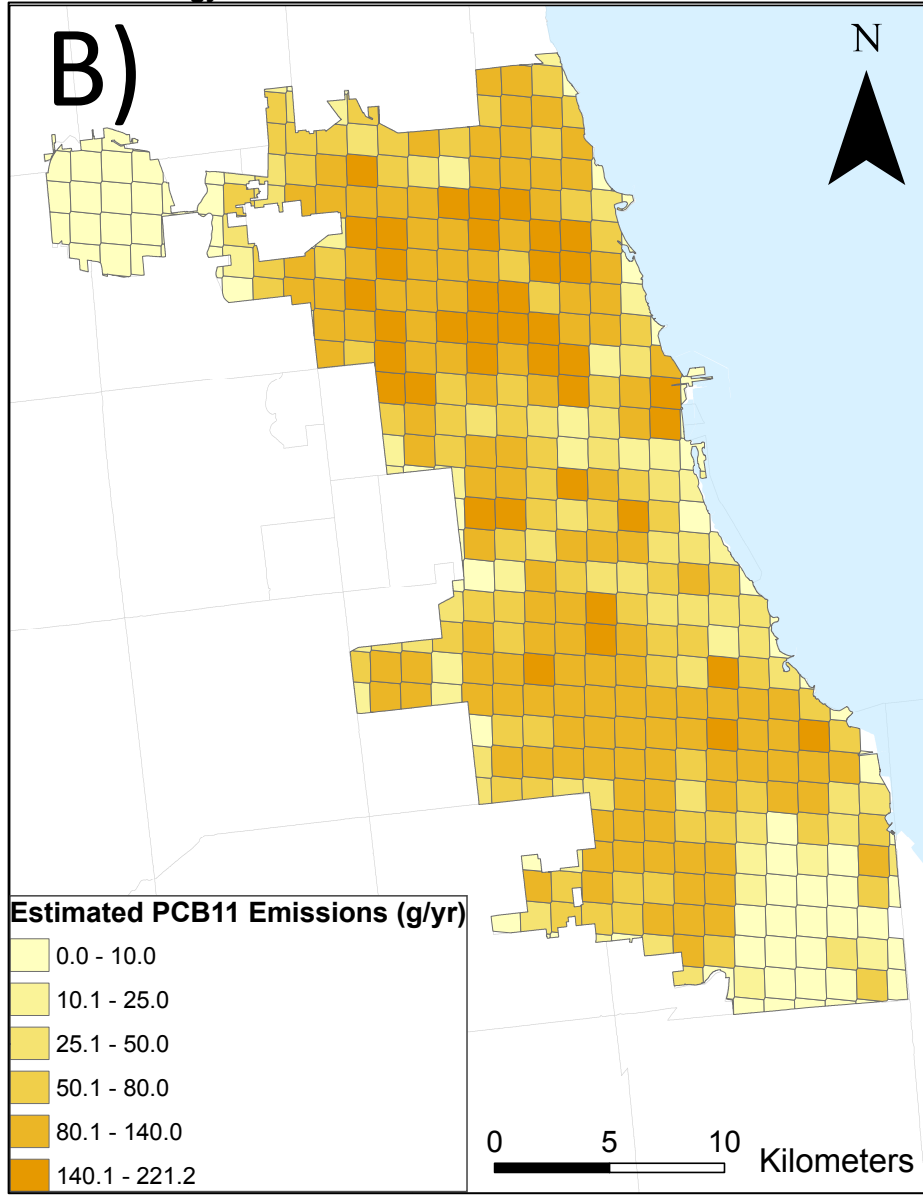 B)
N
Estimated PCB11 Emissions (g/yr)
0.0 - 10.0
10.1 - 25.0
25.1 - 50.0
50.1 - 80.0
80.1 - 140.0
140.1 - 221.2
0 5 10 Kilometers